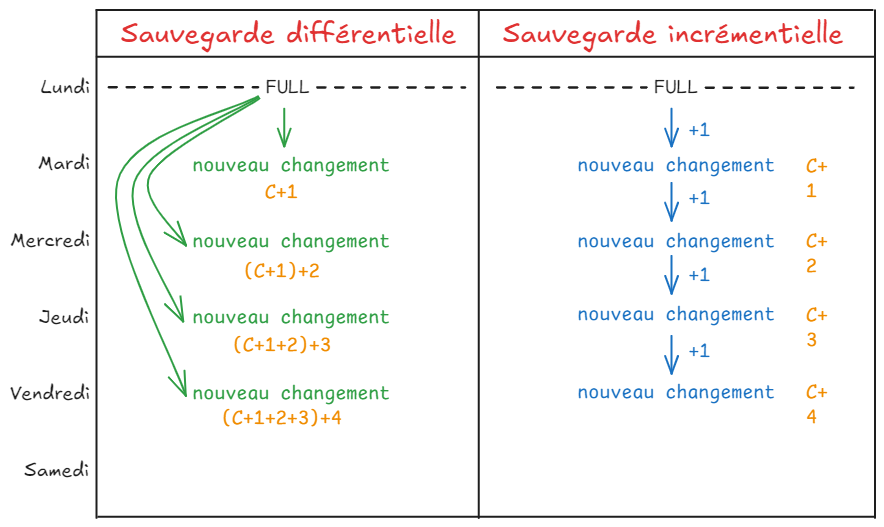 Sauvegarde différentielle
Sauvegarde incrémentielle
Lundi
FULL
FULL
+1
Mardi
nouveau changement
C+1
nouveau changement
C+
1
+1
Mercredi
nouveau changement
(C+1)+2
nouveau changement
C+
2
+1
Jeudi
nouveau changement
(C+1+2)+3
nouveau changement
C+
3
+1
Vendredi
nouveau changement
(C+1+2+3)+4
nouveau changement
C+
4
Samedi